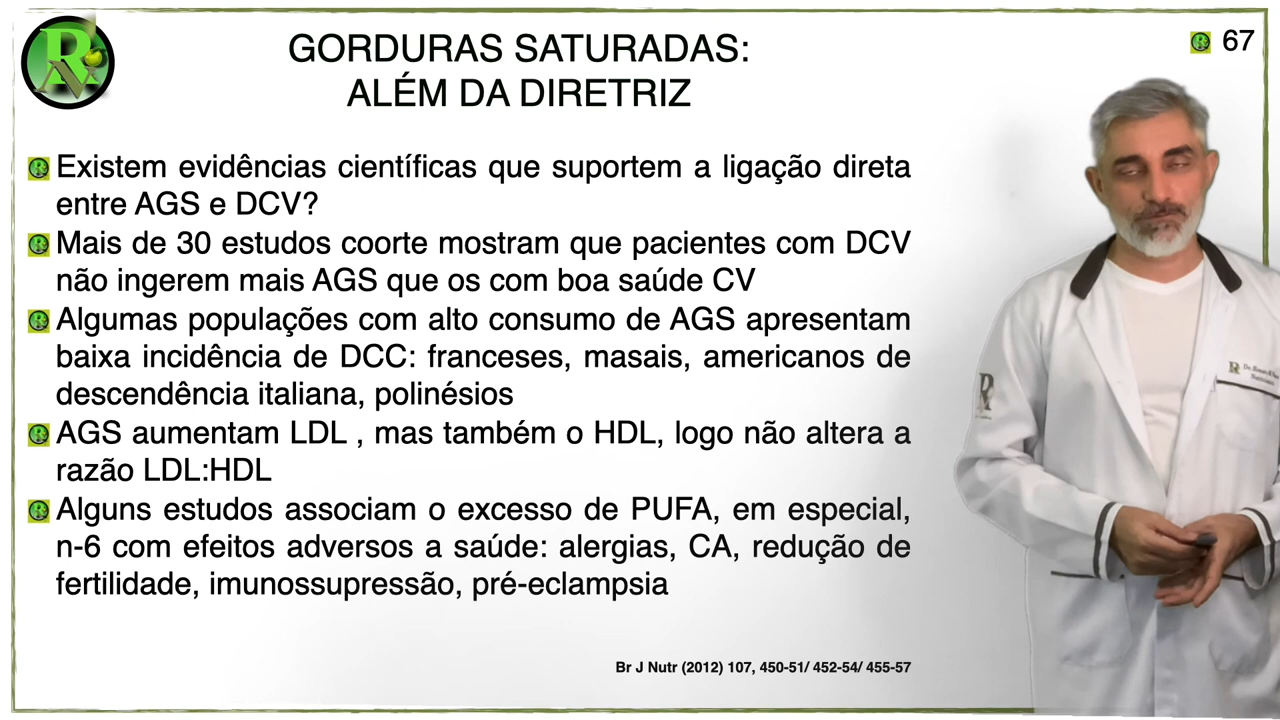 GORDURAS SATURADAS:
ALÉM DA DIRETRIZ
67
Existem evidências científicas que suportem a ligação direta
entre AGS e DCV?
Mais de 30 estudos coorte mostram que pacientes com DCV
não ingerem mais AGS que os com boa saúde CV
Algumas populações com alto consumo de AGS apresentam
baixa incidência de DCC: franceses, masais, americanos de
descendência italiana, polinésios
AGS aumentam LDL , mas também o HDL, logo não altera a
razão LDL:HDL
Alguns estudos associam o excesso de PUFA, em especial,
n-6 com efeitos adversos a saúde: alergias, CA, redução de
fertilidade, imunossupressão, pré-eclampsia
Br J Nutr (2012) 107, 450-51/ 452-54/ 455-57